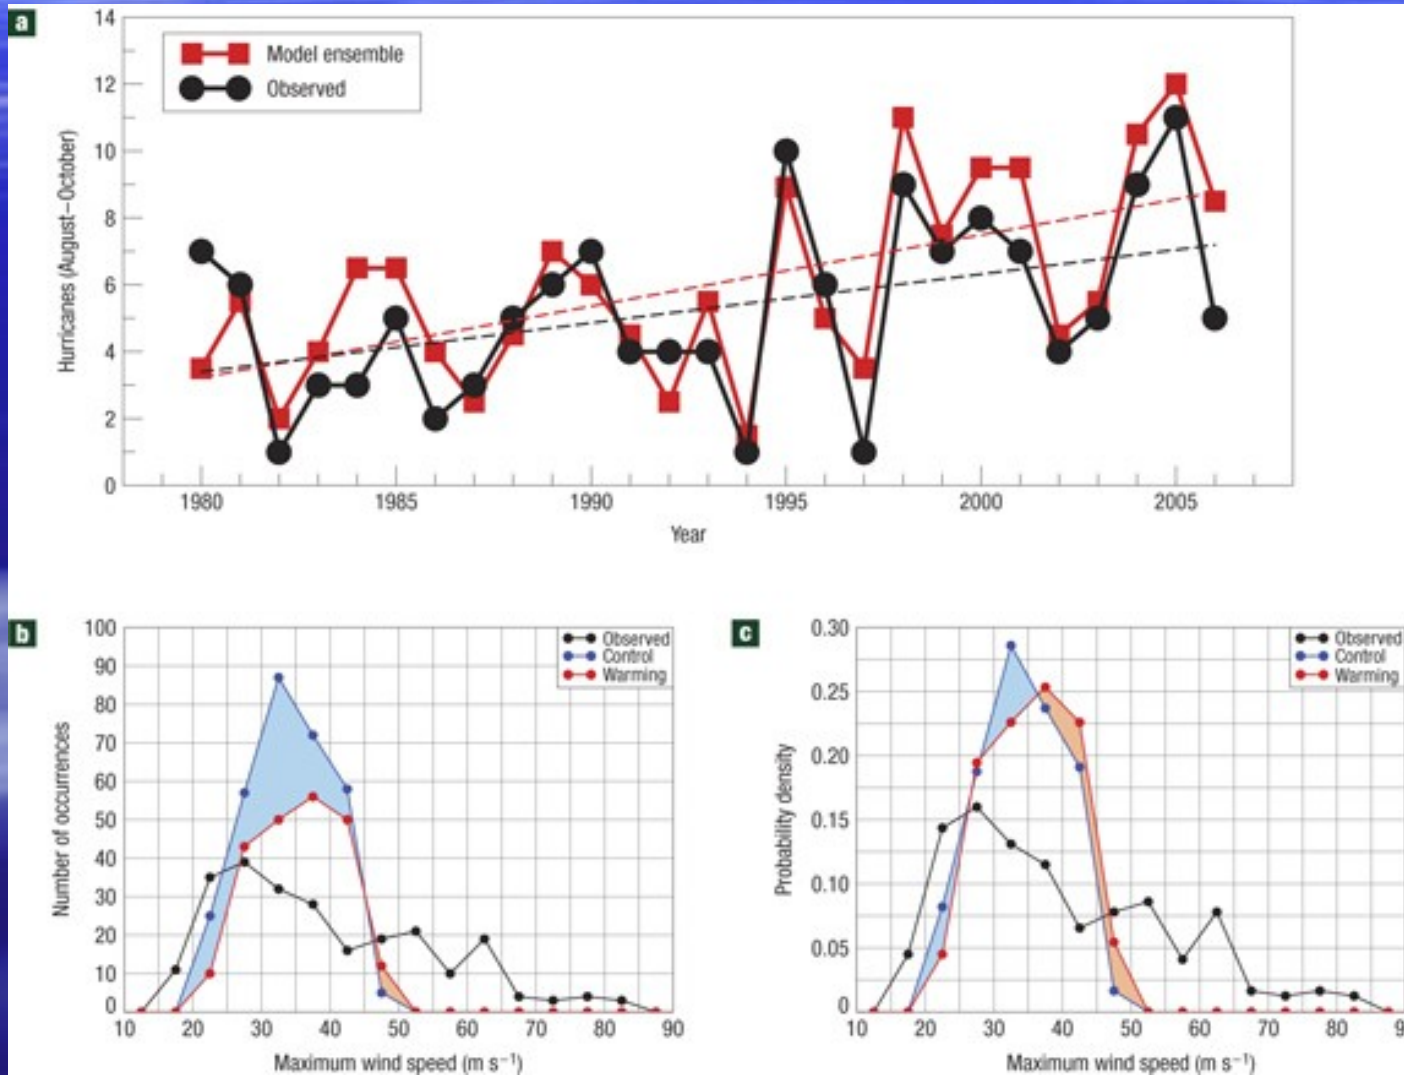 a
14
12
10
8
6
4
2
0
Hurricanes (August–October)
Model ensemble
Observed
1980 1985 1990 1995 2000 2005
Year
b
100
90
80
70
60
50
40
30
20
10
0
Number of occurrences
Observed
Control
Warming
10 20 30 40 50 60 70 80 90
Maximum wind speed (m s⁻¹)
c
0.30
0.25
0.20
0.15
0.10
0.05
0
Probability density
Observed
Control
Warming
10 20 30 40 50 60 70 80 90
Maximum wind speed (m s⁻¹)